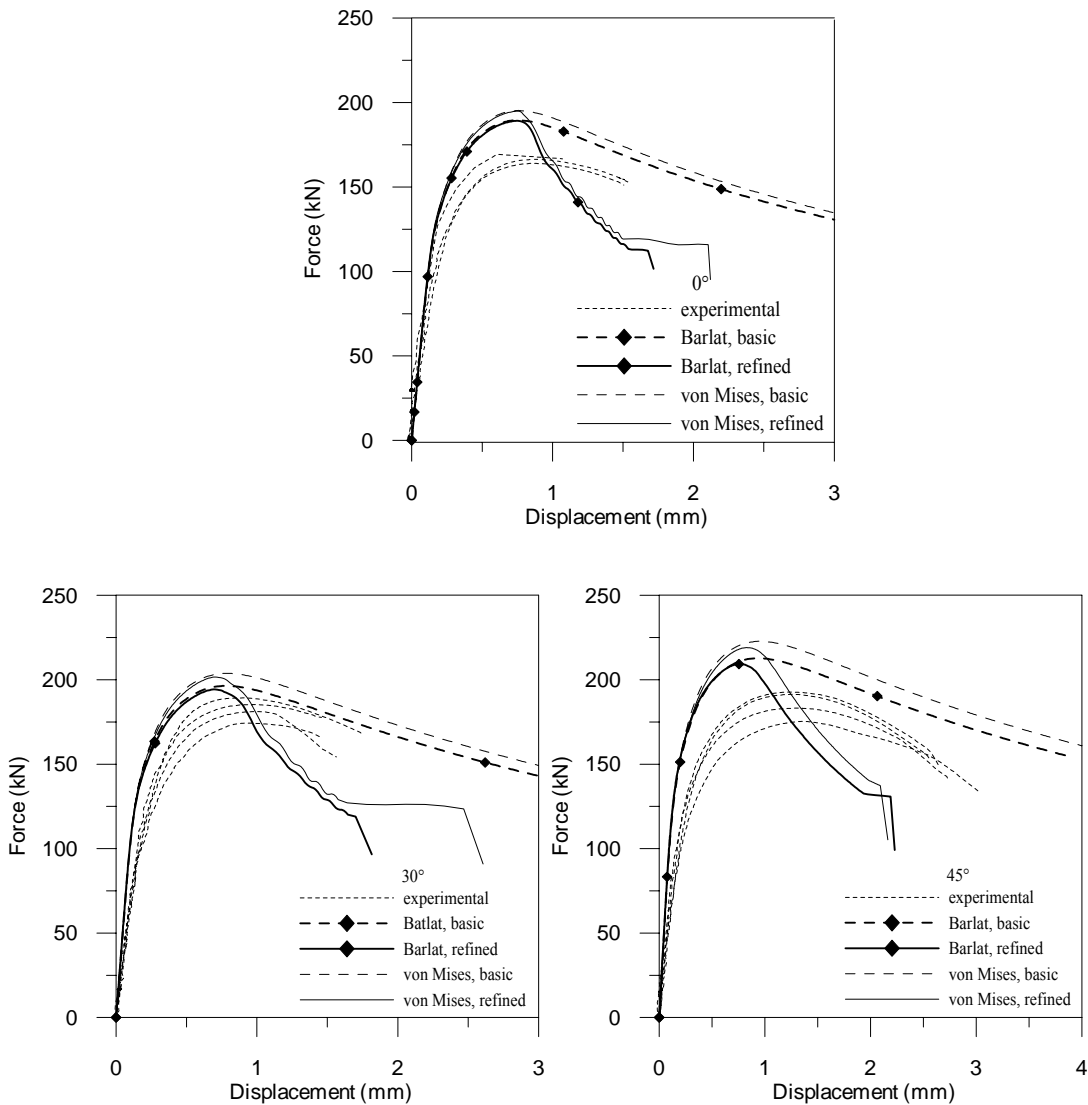 250
200
150
100
50
0
Force (kN)
0°
experimental
Barlat, basic
Barlat, refined
von Mises, basic
von Mises, refined
0 1 2 3
Displacement (mm)
250
200
150
100
50
0
Force (kN)
30°
experimental
Batlat, basic
Barlat, refined
von Mises, basic
von Mises, refined
0 1 2 3
Displacement (mm)
250
200
150
100
50
0
Force (kN)
45°
experimental
Barlat, basic
Barlat, refined
von Mises, basic
von Mises, refined
0 1 2 3 4
Displacement (mm)